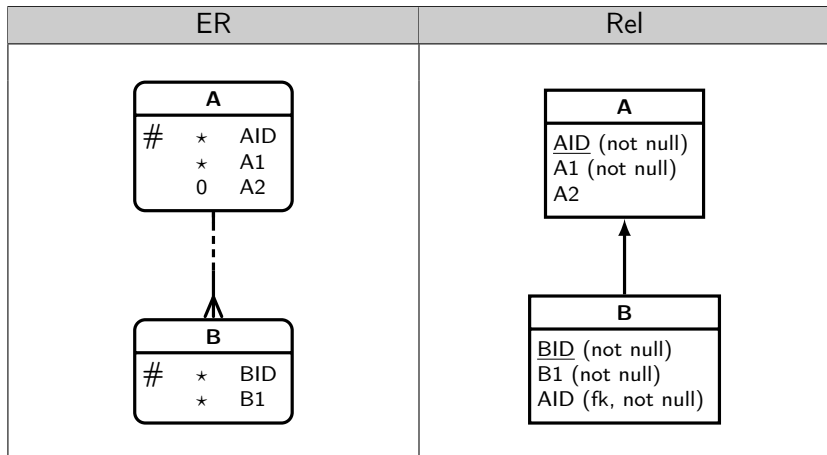 ER
Rel
A
# ⋆ AID
⋆ A1
0 A2
B
# ⋆ BID
⋆ B1
A
AID (not null)
A1 (not null)
A2
B
BID (not null)
B1 (not null)
AID (fk, not null)